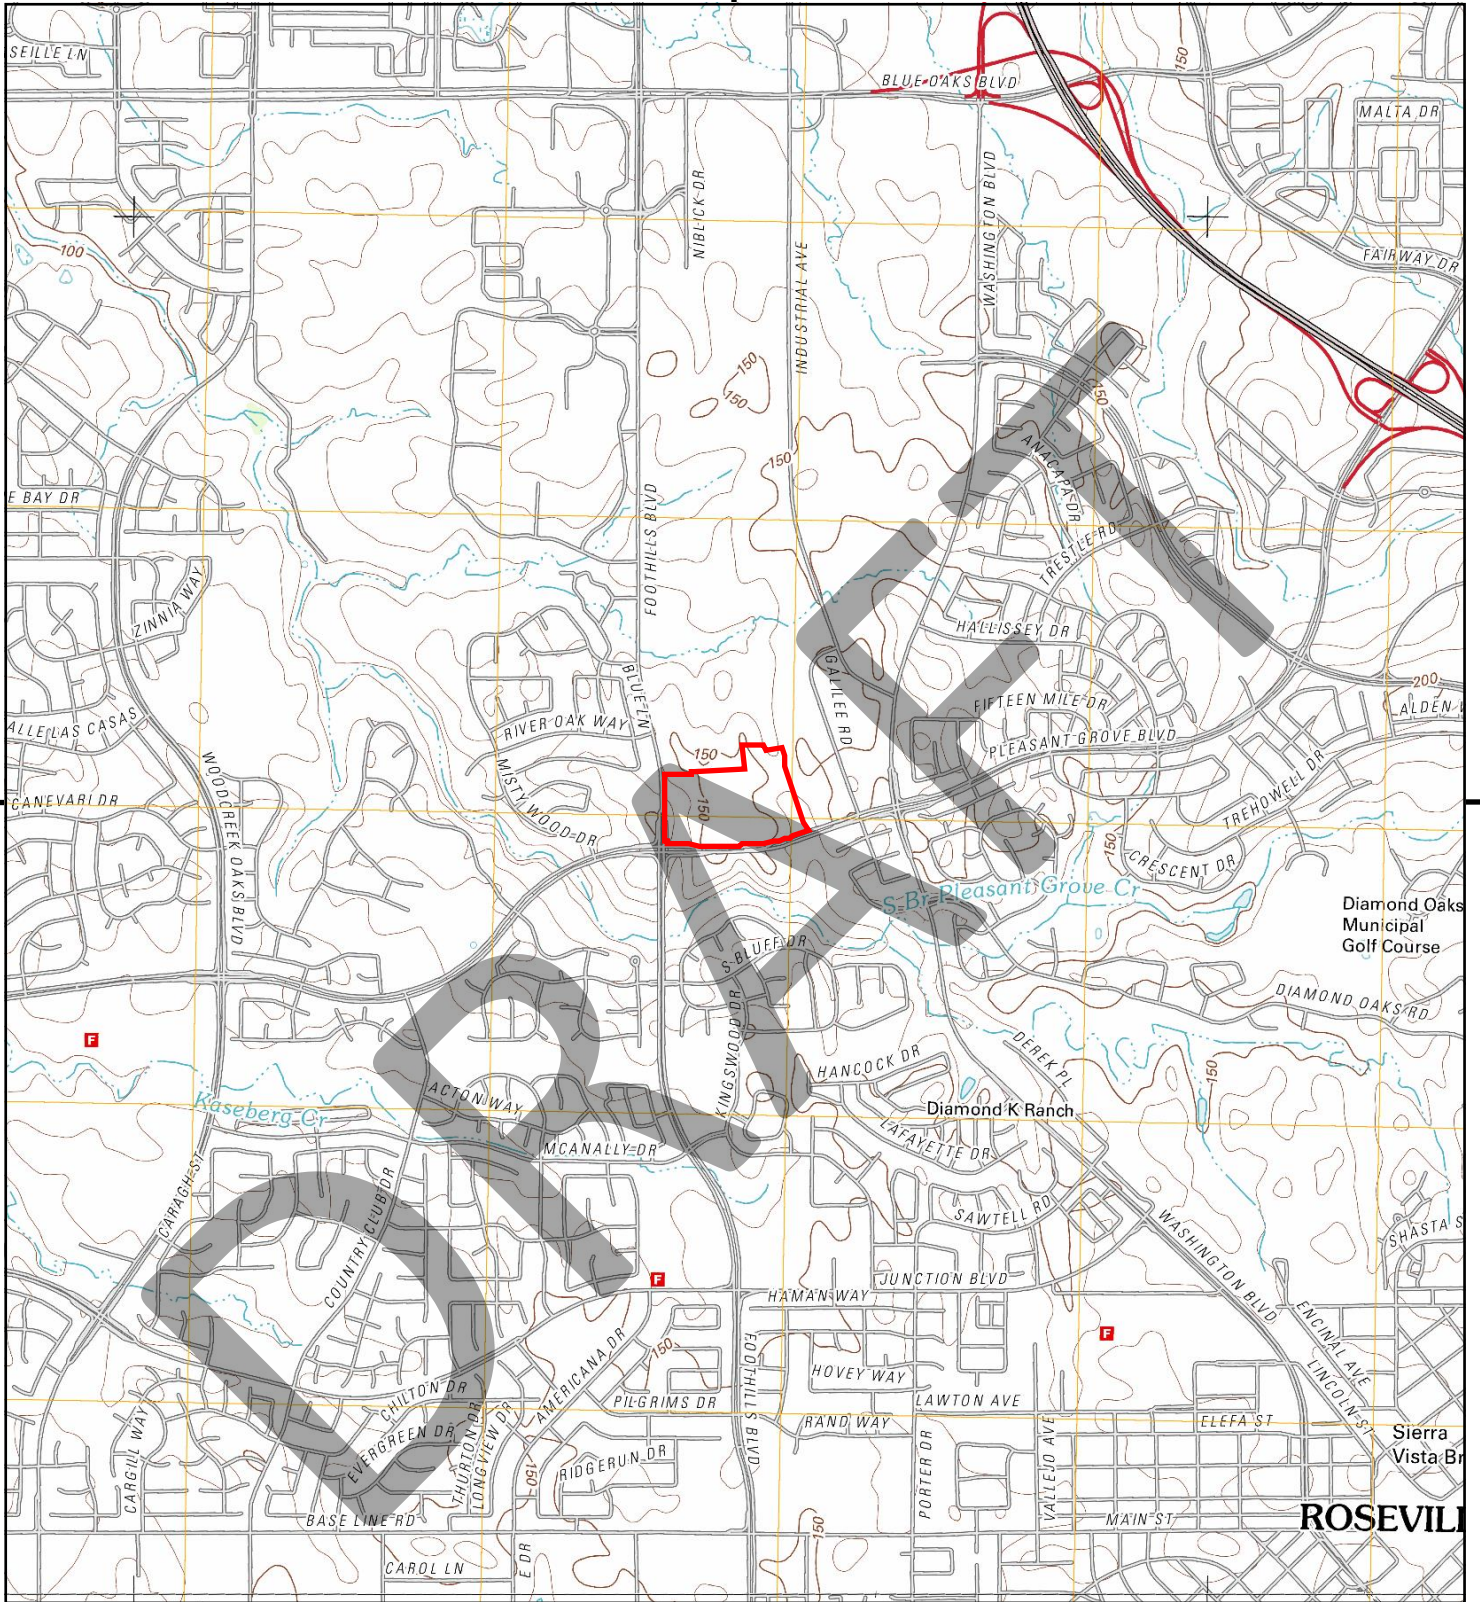 SEILLE LN
BLUE OAKS BLVD
150
MALTA DR
NIBLICK DR
WASHINGTON BLVD
INDUSTRIAL AVE
100
FAIRWAY DR
150
150
150
150
ANACAPA DR
E BAY DR
FOOTHILLS BLVD
TRESTLE RD
ZINNIA WAY
HALLISSEY DR
BLUE LN
GALILEE RD
200
FIFTEEN MILE DR
ALDEN
ALLE LAS CASAS
RIVER OAK WAY
PLEASANT GROVE BLVD
150
WOODCREEK OAKS BLVD
MISTY WOOD DR
TREHOWELL DR
CANEVARI DR
150
150
CRESCENT DR
S Br Pleasant Grove Cr
Diamond Oaks
Municipal
Golf Course
S BLUFF DR
DIAMOND OAKS RD
F
KINGSWOOD DR
DEREK PL
HANCOCK DR
150
Kaseberg Cr
ACTON WAY
Diamond K Ranch
LAFAYETTE DR
MCANALLY DR
CARAGH ST
COUNTRY CLUB DR
SAWTELL RD
WASHINGTON BLVD
SHASTA S
F
JUNCTION BLVD
HAMAN WAY
ENCINAL AVE
F
AMERICANA DR
150
FOOTHILLS BLVD
HOVEY WAY
LINCOLN ST
CHILTON DR
PILGRIMS DR
LAWTON AVE
RAND WAY
ELEFA ST
CARGILL WAY
EVERGREEN DR
THURTON DR
LONGVIEW DR
RIDGERUN DR
150
PORTER DR
VALLEJO AVE
Sierra
Vista Br
BASE LINE RD
150
MAIN ST
ROSEVILL
CAROL LN
E DR
DRAFT